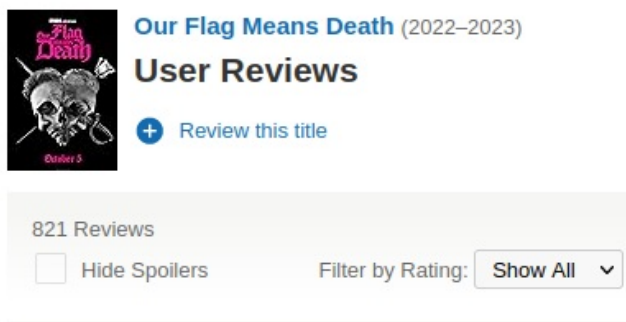 Our Flag Means Death (2022–2023)
User Reviews
Review this title
Flag
Death
October 5
821 Reviews
Hide Spoilers
Filter by Rating: Show All